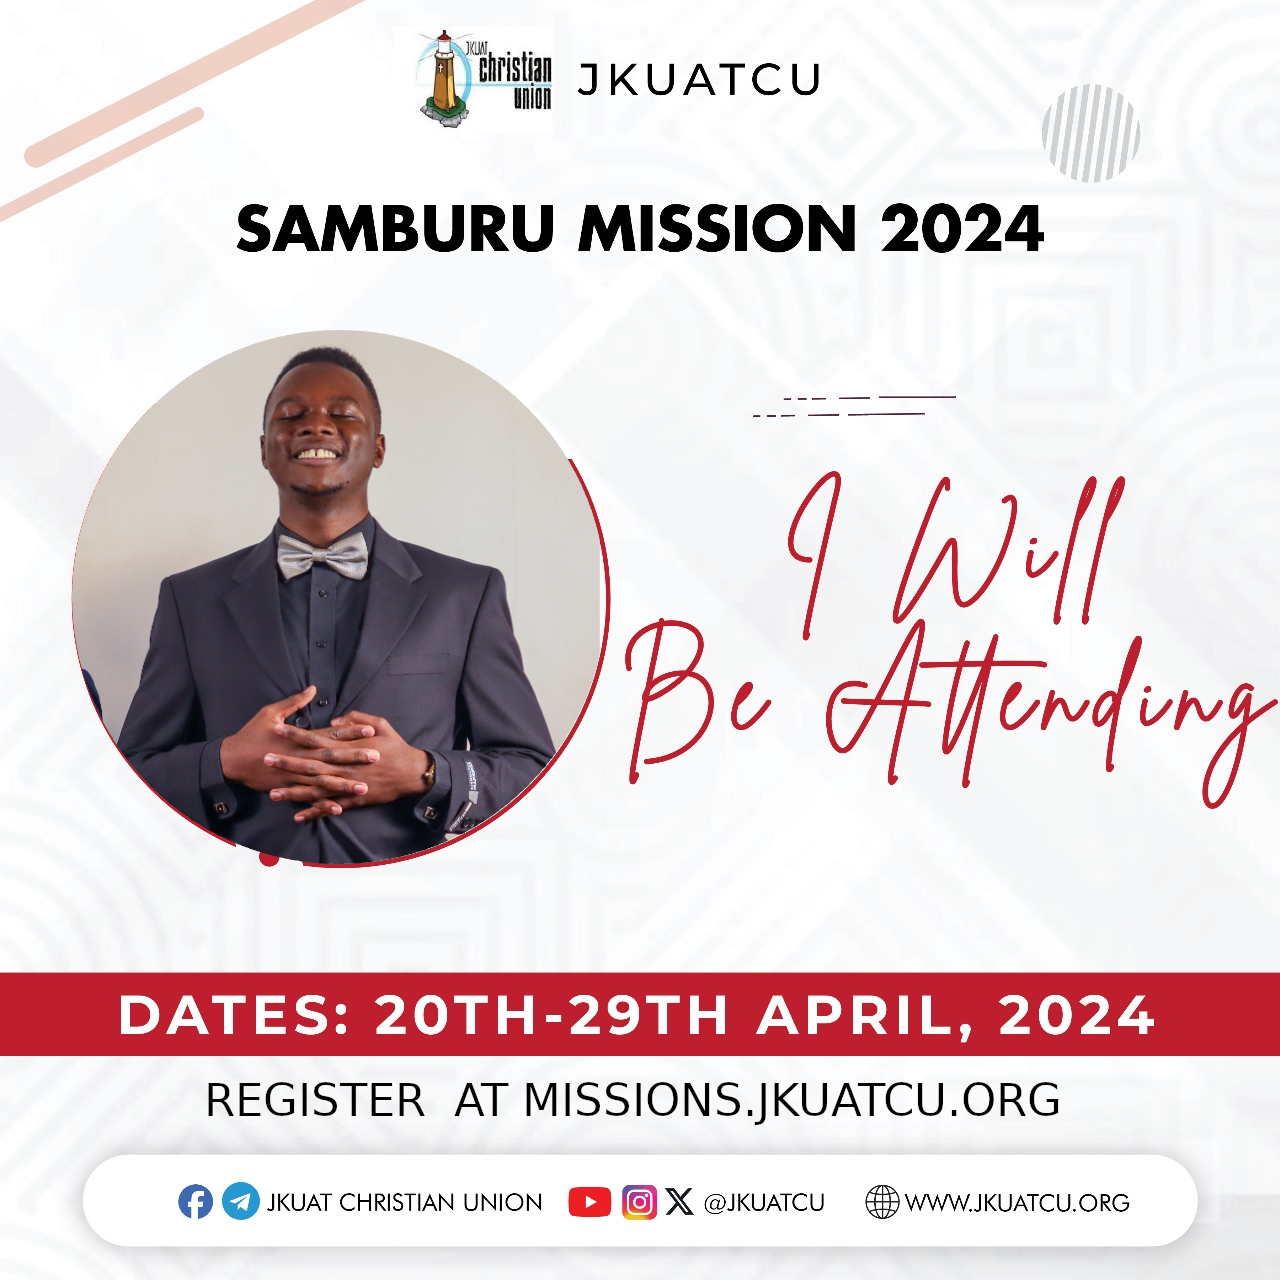 JKUAT
christian
union
JKUATCU
SAMBURU MISSION 2024
I Will
Be Attending
DATES: 20TH-29TH APRIL, 2024
REGISTER AT MISSIONS.JKUATCU.ORG
JKUAT CHRISTIAN UNION @JKUATCU WWW.JKUATCU.ORG